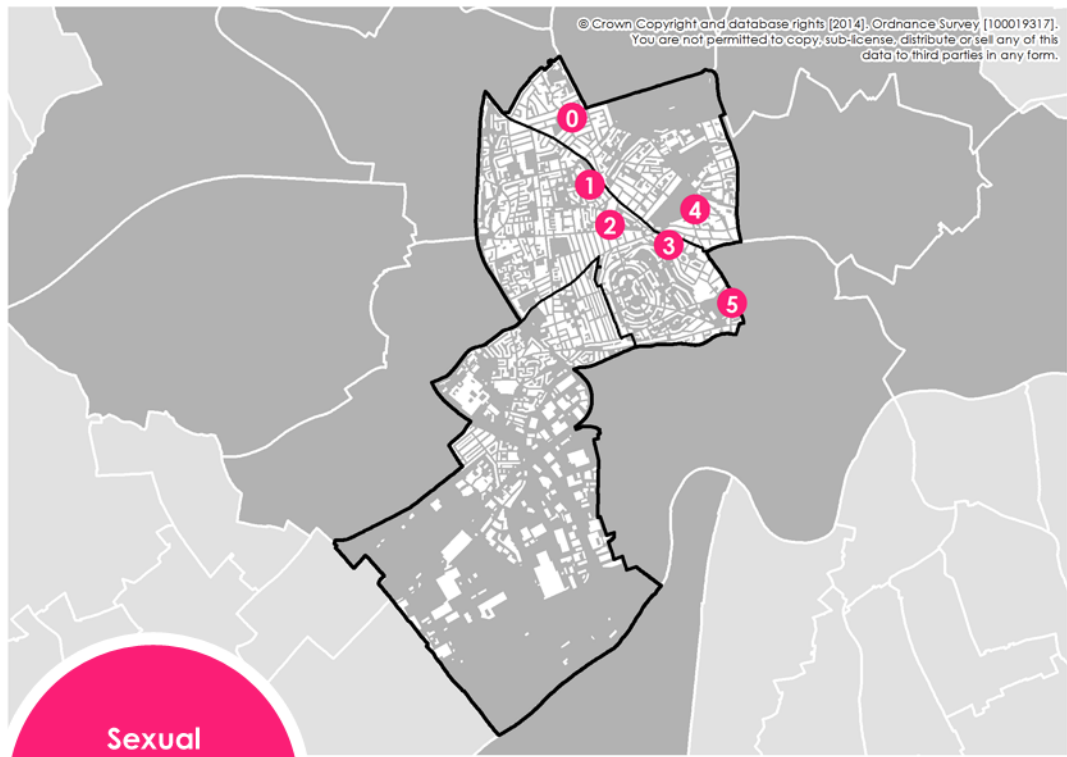 © Crown Copyright and database rights [2014]. Ordnance Survey [100019317].
You are not permitted to copy, sub-license, distribute or sell any of this
data to third parties in any form.
0
1
2
4
3
5
Sexual